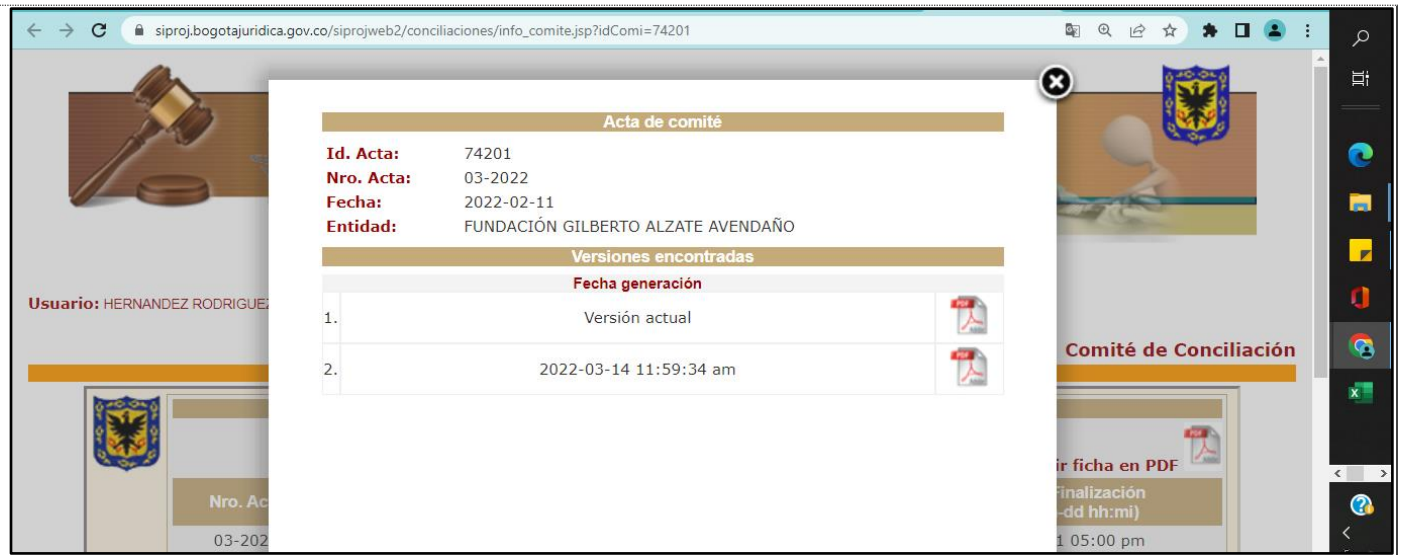 siproj.bogotajuridica.gov.co/siprojweb2/conciliaciones/info_comite.jsp?idComi=74201
Acta de comité
Id. Acta: 74201
Nro. Acta: 03-2022
Fecha: 2022-02-11
Entidad: FUNDACIÓN GILBERTO ALZATE AVENDAÑO
Versiones encontradas
Fecha generación
1. Versión actual
2. 2022-03-14 11:59:34 am
Usuario: HERNANDEZ RODRIGUE
Comité de Conciliación
ir ficha en PDF
Nro. Ac
Finalización
-dd hh:mi)
03-202
1 05:00 pm